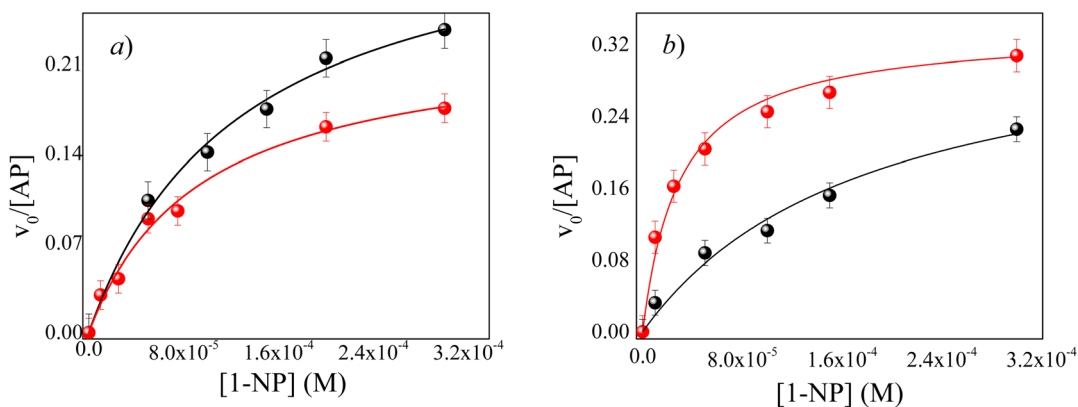 a)
0.21
0.14
0.07
0.00
v₀/[AP]
0.0
8.0x10⁻⁵
1.6x10⁻⁴
2.4x10⁻⁴
3.2x10⁻⁴
[1-NP] (M)
b)
0.32
0.24
0.16
0.08
0.00
v₀/[AP]
0.0
8.0x10⁻⁵
1.6x10⁻⁴
2.4x10⁻⁴
3.2x10⁻⁴
[1-NP] (M)